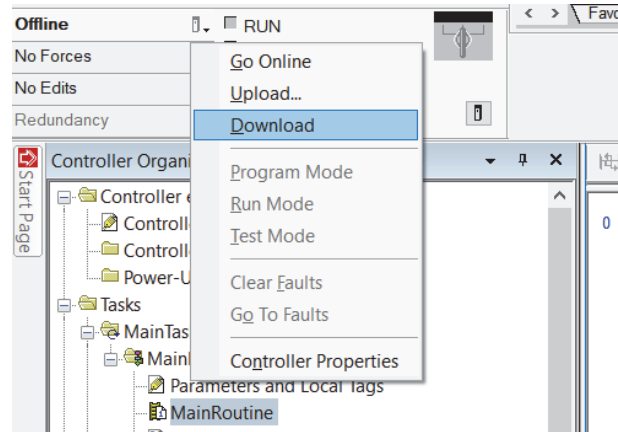 Offline
RUN
No Forces
No Edits
Redundancy
Go Online
Upload...
Download
Program Mode
Run Mode
Test Mode
Clear Faults
Go To Faults
Controller Properties
Start Page
Controller Organi
Controller
Controll
Controll
Power-U
Tasks
MainTas
Main
Parameters and Local Tags
MainRoutine
Favo
0